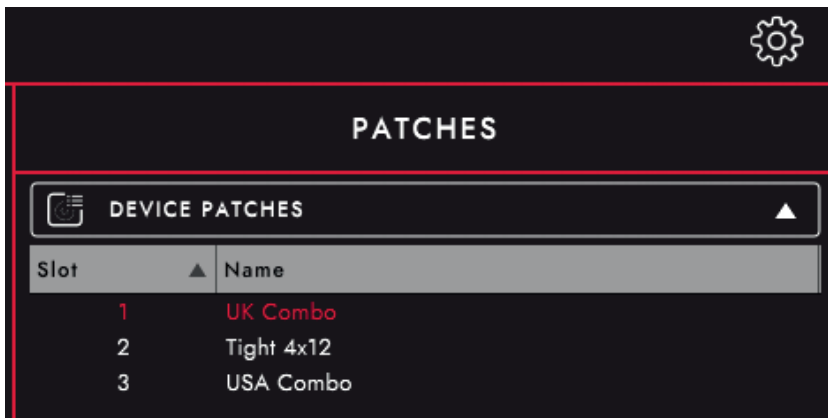 PATCHES
DEVICE PATCHES
Slot Name
1 UK Combo
2 Tight 4x12
3 USA Combo